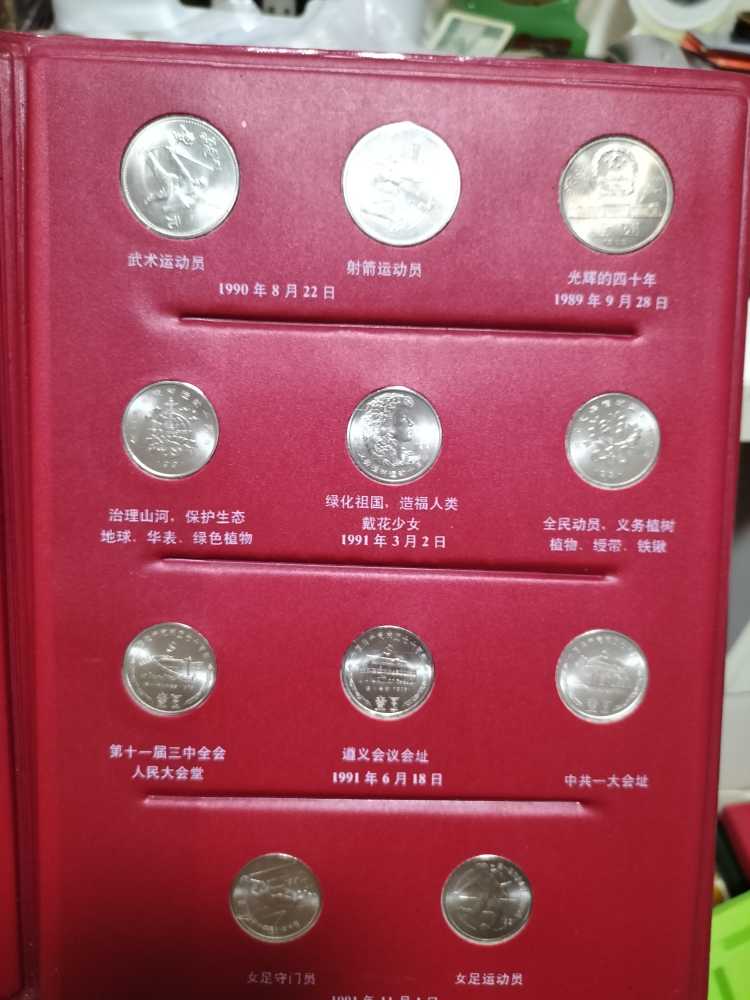 武术运动员
射箭运动员
1990 年 8 月 22 日
光辉的四十年
1989 年 9 月 28 日
治理山河、保护生态
地球、华表、绿色植物
绿化祖国、造福人类
戴花少女
1991 年 3 月 2 日
全民动员、义务植树
植物、绶带、铁锹
第十一届三中全会
人民大会堂
遵义会议会址
1991 年 6 月 18 日
中共一大会址
女足守门员
女足运动员
1991 年 11 月 1 日